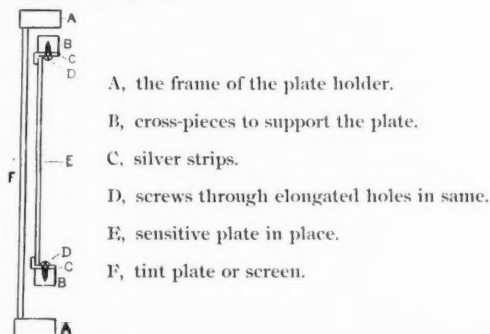 A
B
C
D
A, the frame of the plate holder.
B, cross-pieces to support the plate.
C, silver strips.
E
D, screws through elongated holes in same.
F
E, sensitive plate in place.
D
C
F, tint plate or screen.
B
A